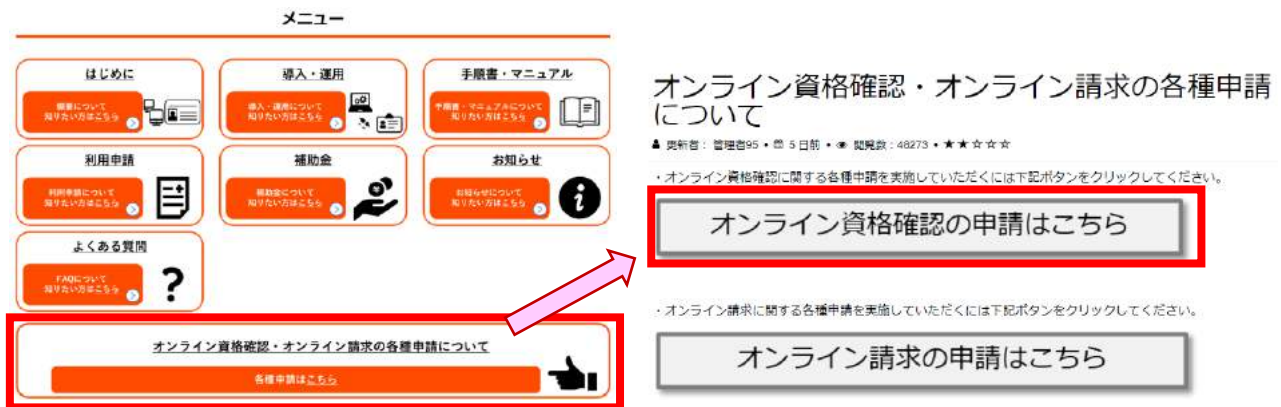 メニュー
はじめに
概要について
知りたい方はこちら
導入・運用
導入・運用について
知りたい方はこちら
手順書・マニュアル
手順書・マニュアルについて
知りたい方はこちら
利用申請
利用申請について
知りたい方はこちら
補助金
補助金について
知りたい方はこちら
お知らせ
お知らせについて
知りたい方はこちら
よくある質問
FAQについて
知りたい方はこちら
オンライン資格確認・オンライン請求の各種申請について
各種申請はこちら
オンライン資格確認・オンライン請求の各種申請
について
更新者: 管理者95 • 5 日前 • 閲覧数: 48273 • ★★☆☆☆
・オンライン資格確認に関する各種申請を実施していただくには下記ボタンをクリックしてください。
オンライン資格確認の申請はこちら
・オンライン請求に関する各種申請を実施していただくには下記ボタンをクリックしてください。
オンライン請求の申請はこちら